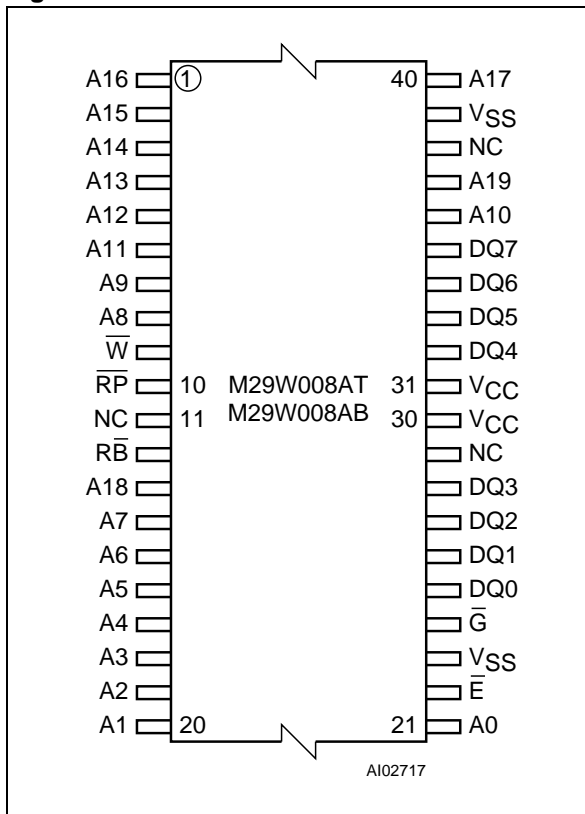 A16 1 40 A17
A15 VSS
A14 NC
A13 A19
A12 A10
A11 DQ7
A9 DQ6
A8 DQ5
W̅ DQ4
R̅P̅ 10 M29W008AT 31 VCC
NC 11 M29W008AB 30 VCC
RB̅ NC
A18 DQ3
A7 DQ2
A6 DQ1
A5 DQ0
A4 G̅
A3 VSS
A2 E̅
A1 20 21 A0
AI02717